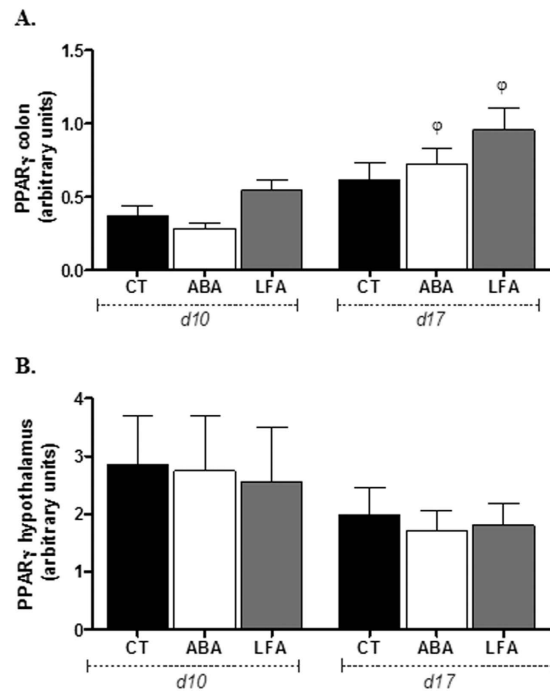 A.
PPARγ colon
(arbitrary units)
1.5
1.0
0.5
0.0
φ
φ
CT ABA LFA CT ABA LFA
d10 d17
B.
PPARγ hypothalamus
(arbitrary units)
4
3
2
1
0
CT ABA LFA CT ABA LFA
d10 d17